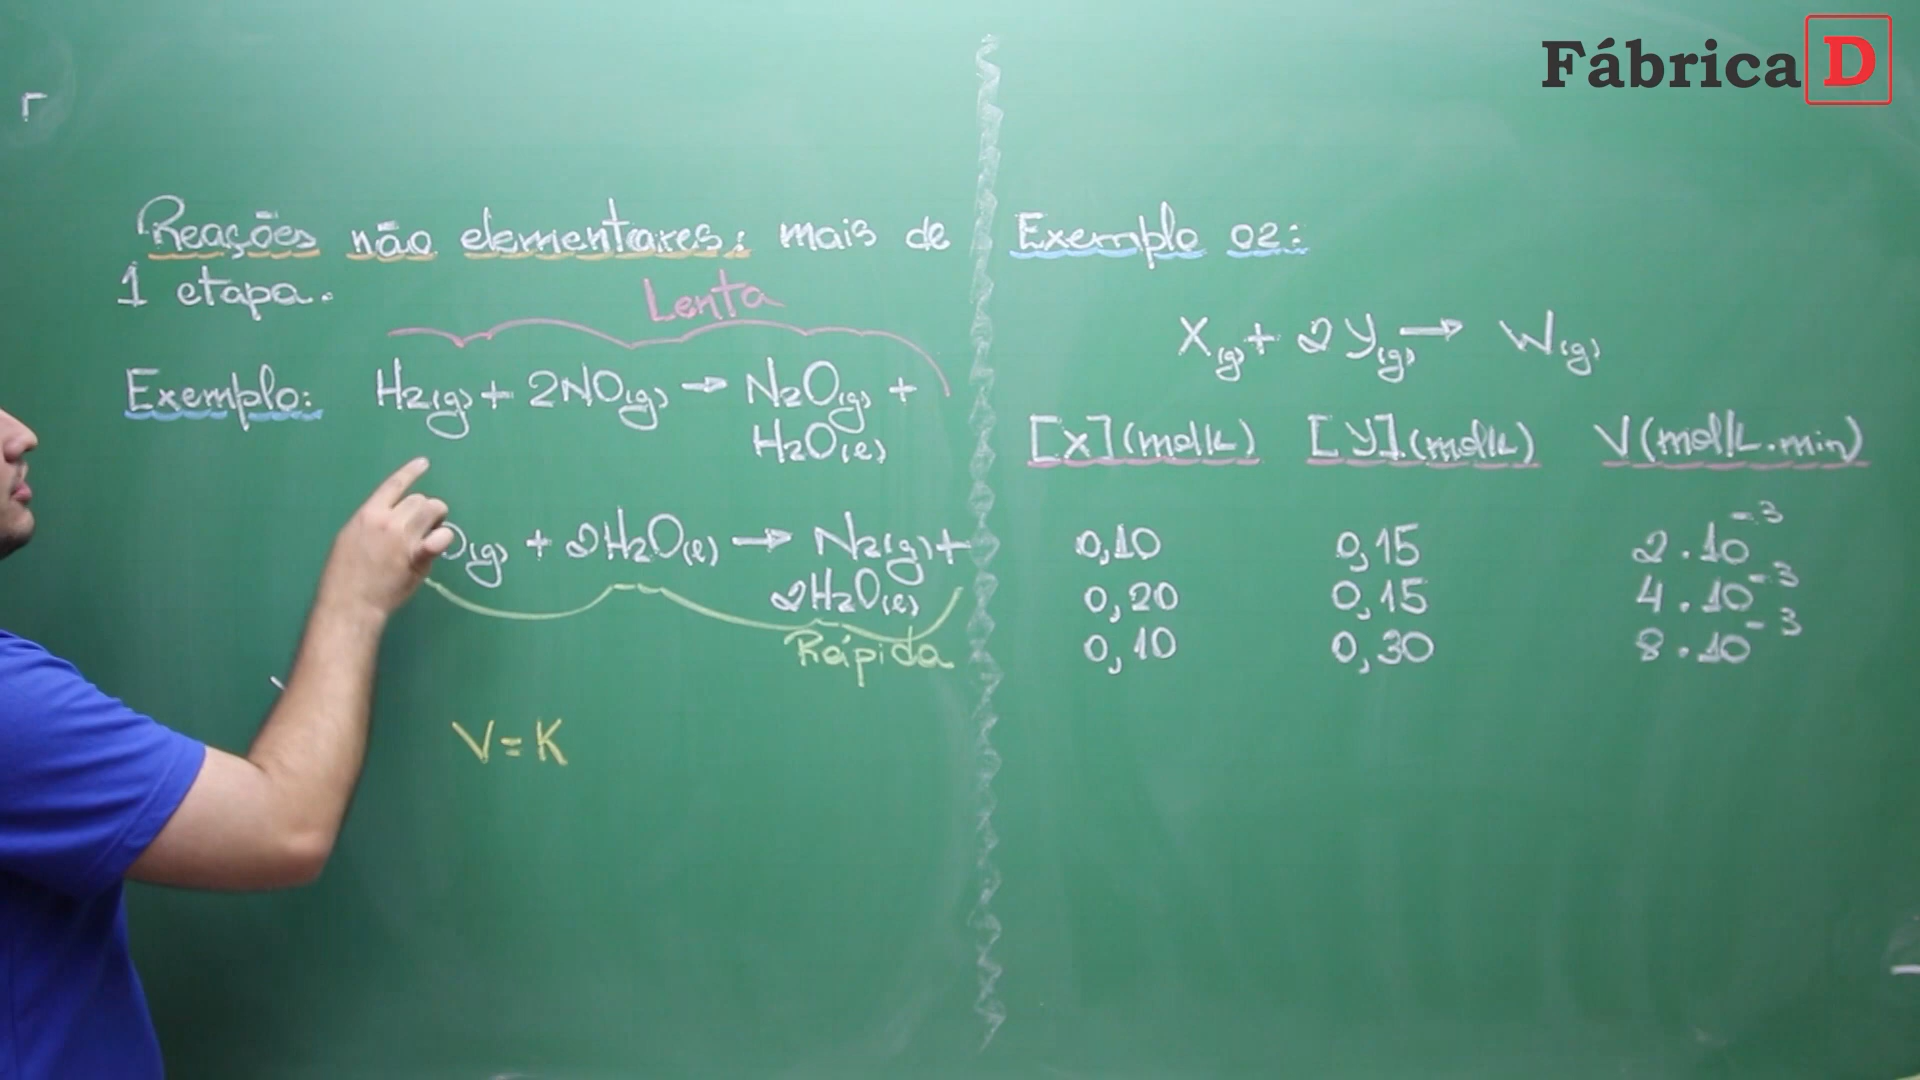 FábricaD
Reações não elementares: mais de
1 etapa.
Lenta
Exemplo: H2(g) + 2NO(g) → N2O(g) +
H2O(l)
O(g) + 2H2O(l) → N2(g) +
2H2O(l)
Rápida
V = K
Exemplo 02:
X(g) + 2Y(g) → W(g)
[X](mol/L) [Y](mol/L) V(mol/L.min)
0,10 0,15 2 . 10⁻³
0,20 0,15 4 . 10⁻³
0,10 0,30 8 . 10⁻³